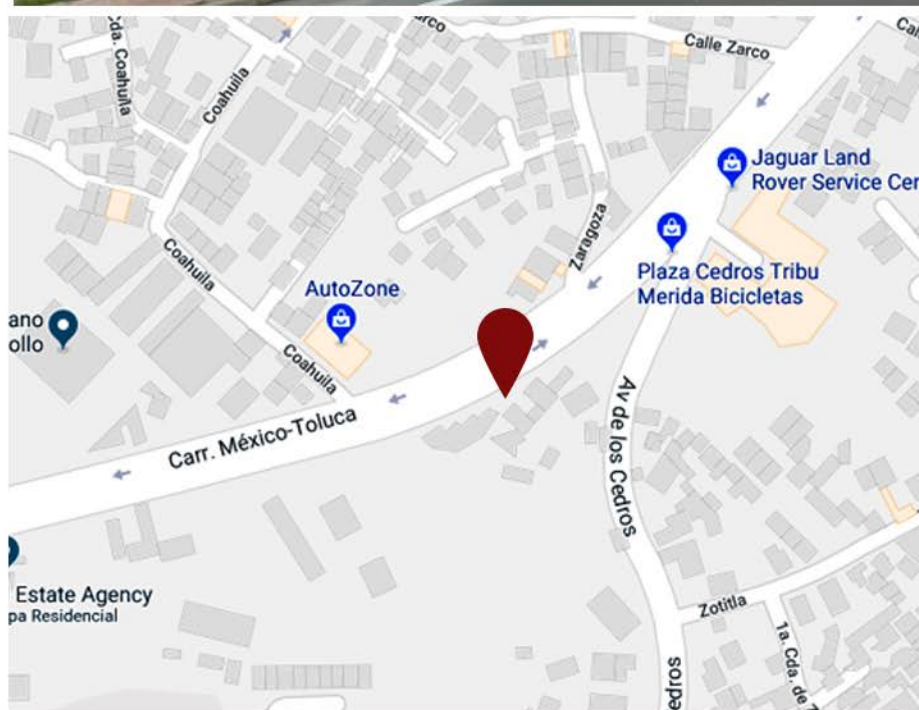 Cda. Coahuila
Coahuila
Calle Zarco
Jaguar Land
Rover Service Cer
Zaragoza
Plaza Cedros Tribu
Merida Bicicletas
Coahuila
AutoZone
ano
ollo
Coahuila
Carr. México-Toluca
Av de los Cedros
Estate Agency
pa Residencial
Zotitla
1a. Cda. de
edros